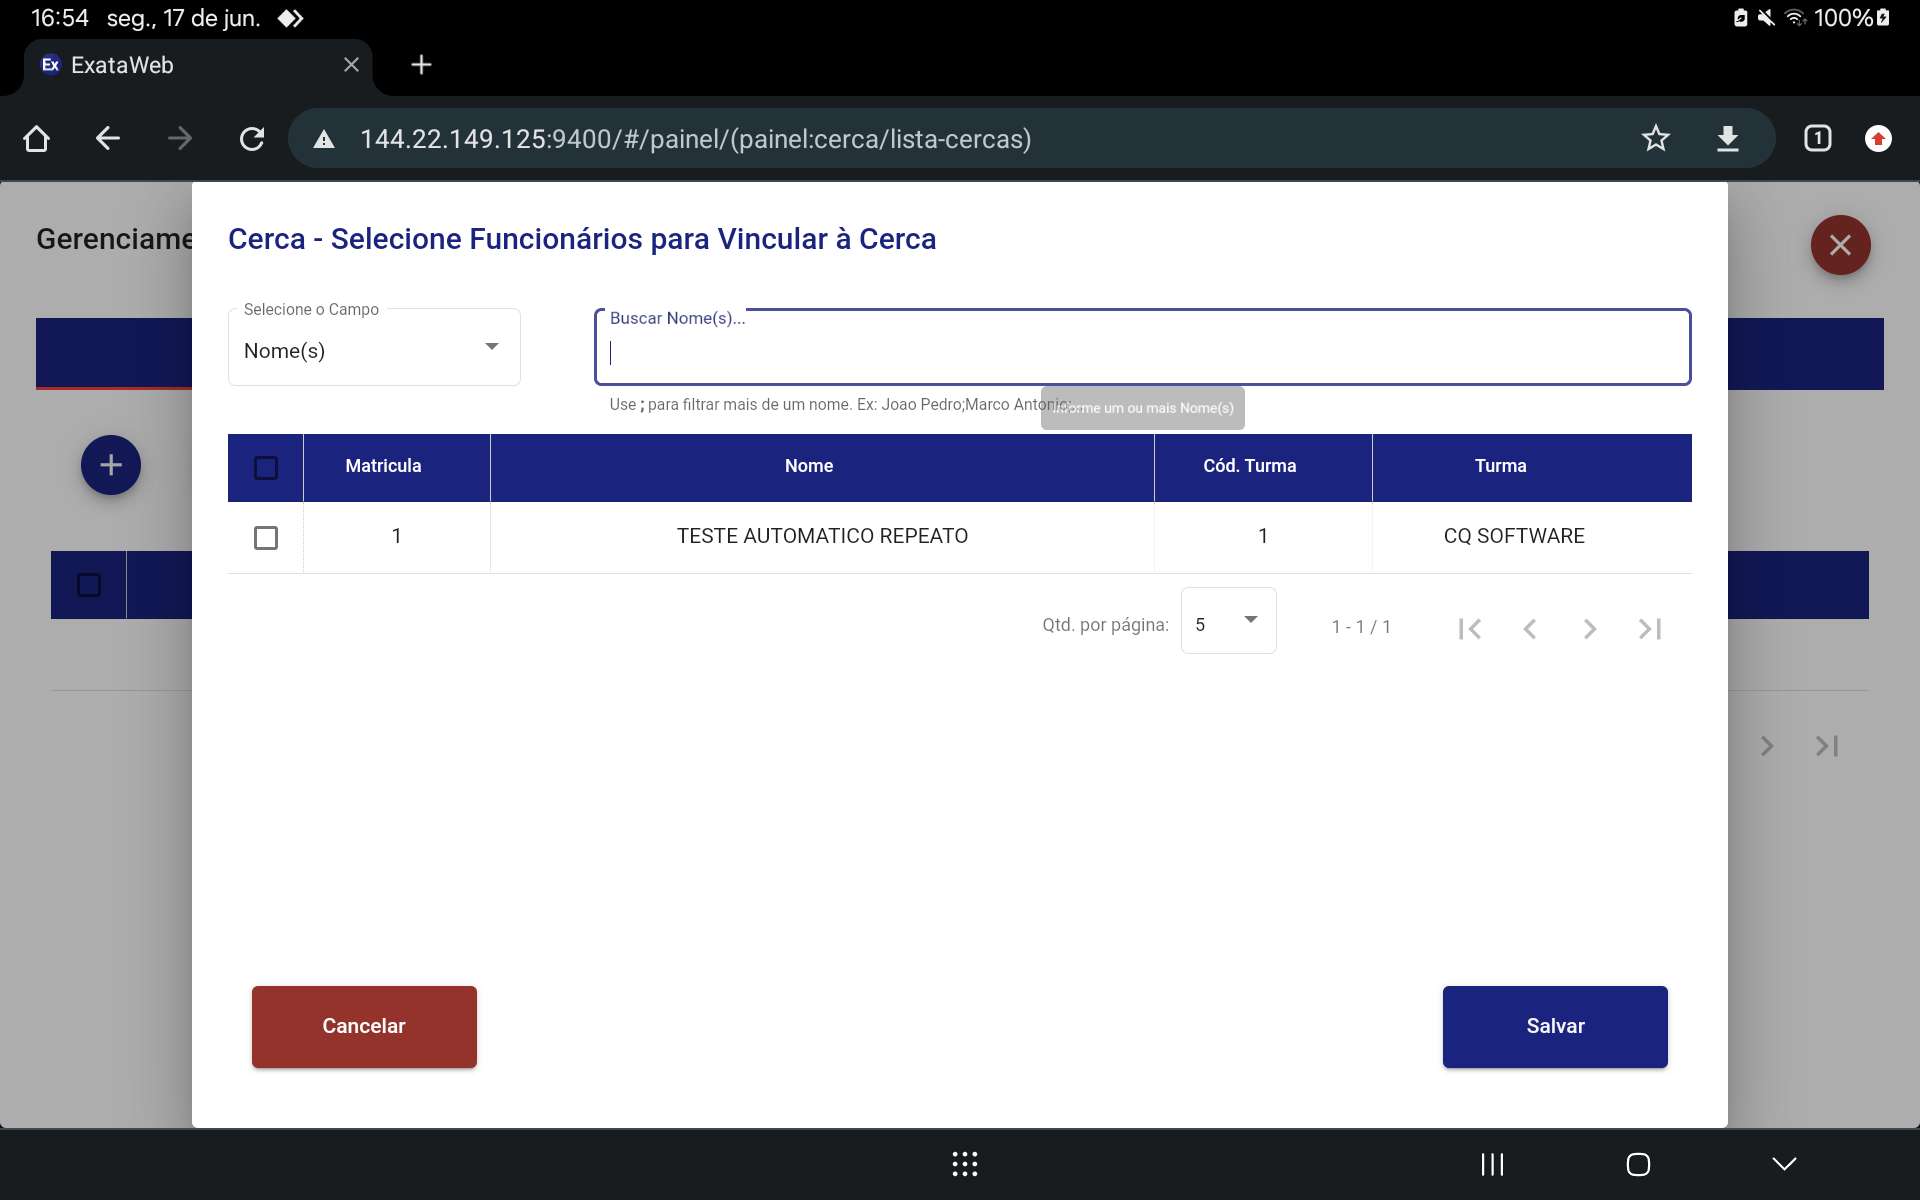 16:54 seg., 17 de jun. 100%
Ex ExataWeb
144.22.149.125:9400/#/painel/(painel:cerca/lista-cercas) 1
Gerenciame
Cerca - Selecione Funcionários para Vincular à Cerca
Selecione o Campo
Nome(s)
Buscar Nome(s)...
Use ; para filtrar mais de um nome. Ex: Joao Pedro;Marco Antonio;
Informe um ou mais Nome(s)
Matricula Nome Cód. Turma Turma
1 TESTE AUTOMATICO REPEATO 1 CQ SOFTWARE
Qtd. por página: 5 1 - 1 / 1
Cancelar Salvar